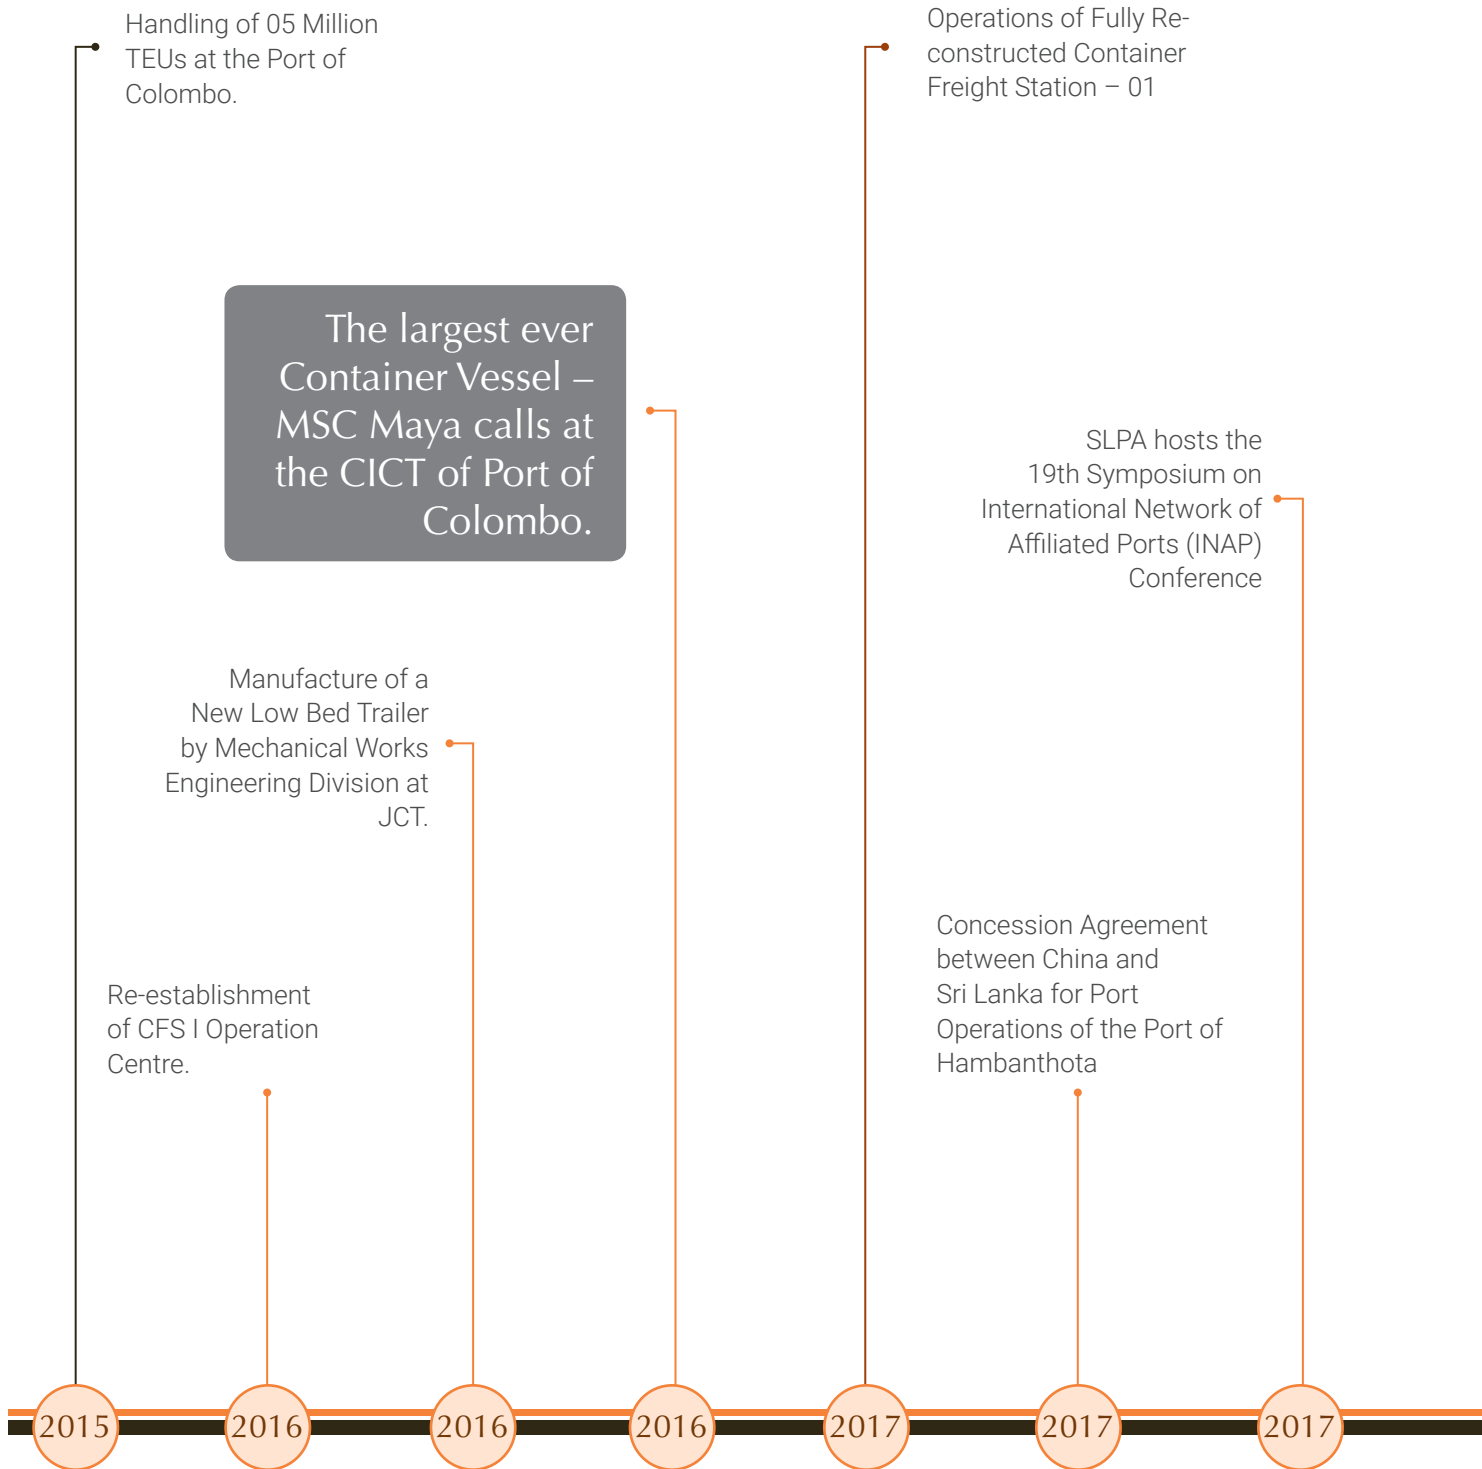 Handling of 05 Million
TEUs at the Port of
Colombo.
Operations of Fully Re-
constructed Container
Freight Station – 01
The largest ever
Container Vessel –
MSC Maya calls at
the CICT of Port of
Colombo.
SLPA hosts the
19th Symposium on
International Network of
Affiliated Ports (INAP)
Conference
Manufacture of a
New Low Bed Trailer
by Mechanical Works
Engineering Division at
JCT.
Concession Agreement
between China and
Sri Lanka for Port
Operations of the Port of
Hambanthota
Re-establishment
of CFS l Operation
Centre.
2015 2016 2016 2016 2017 2017 2017